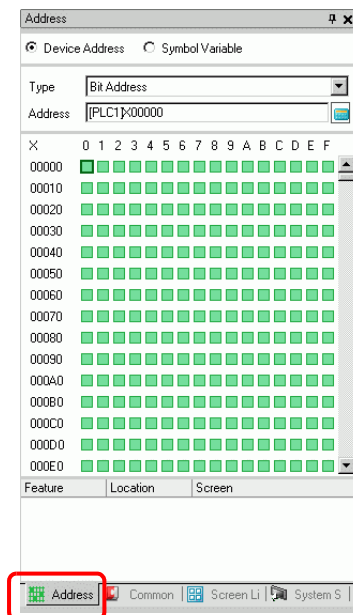 Address
Device Address Symbol Variable
Type Bit Address
Address [PLC1]X00000
X 0 1 2 3 4 5 6 7 8 9 A B C D E F
00000
00010
00020
00030
00040
00050
00060
00070
00080
00090
000A0
000B0
000C0
000D0
000E0
Feature Location Screen
Address Common Screen Li System S